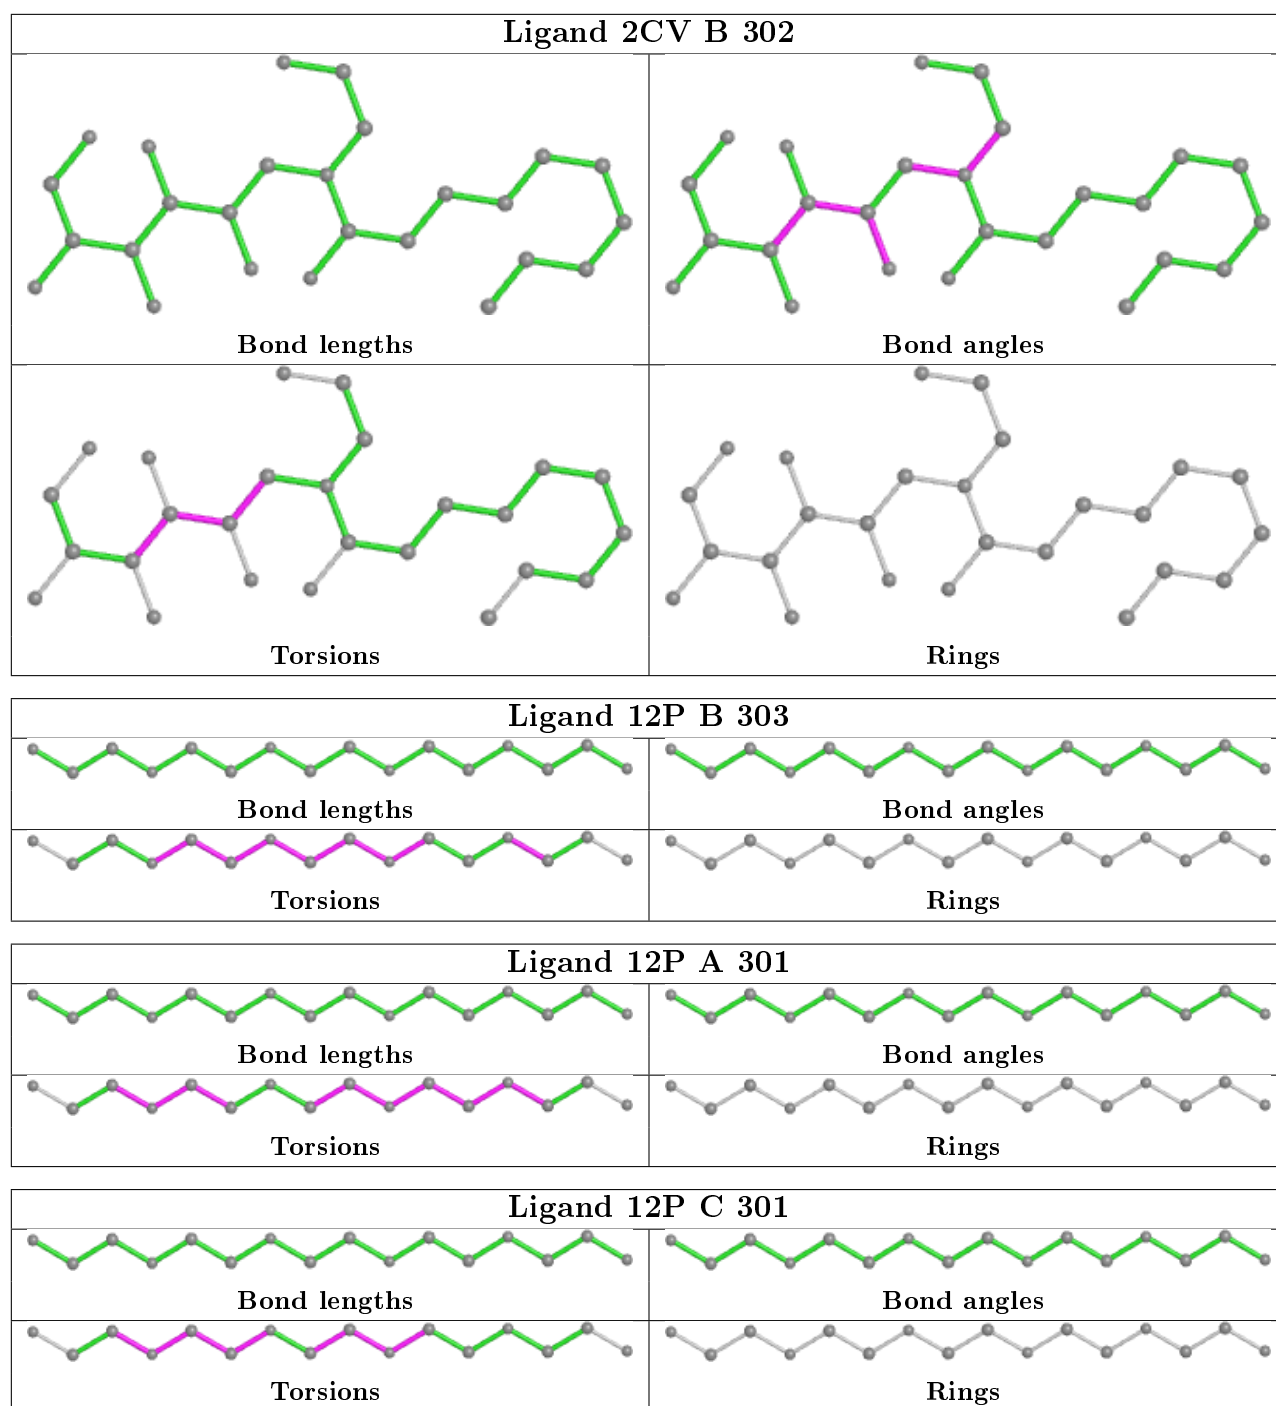 Ligand 2CV B 302
Bond lengths
Bond angles
Torsions
Rings
Ligand 12P B 303
Bond lengths
Bond angles
Torsions
Rings
Ligand 12P A 301
Bond lengths
Bond angles
Torsions
Rings
Ligand 12P C 301
Bond lengths
Bond angles
Torsions
Rings